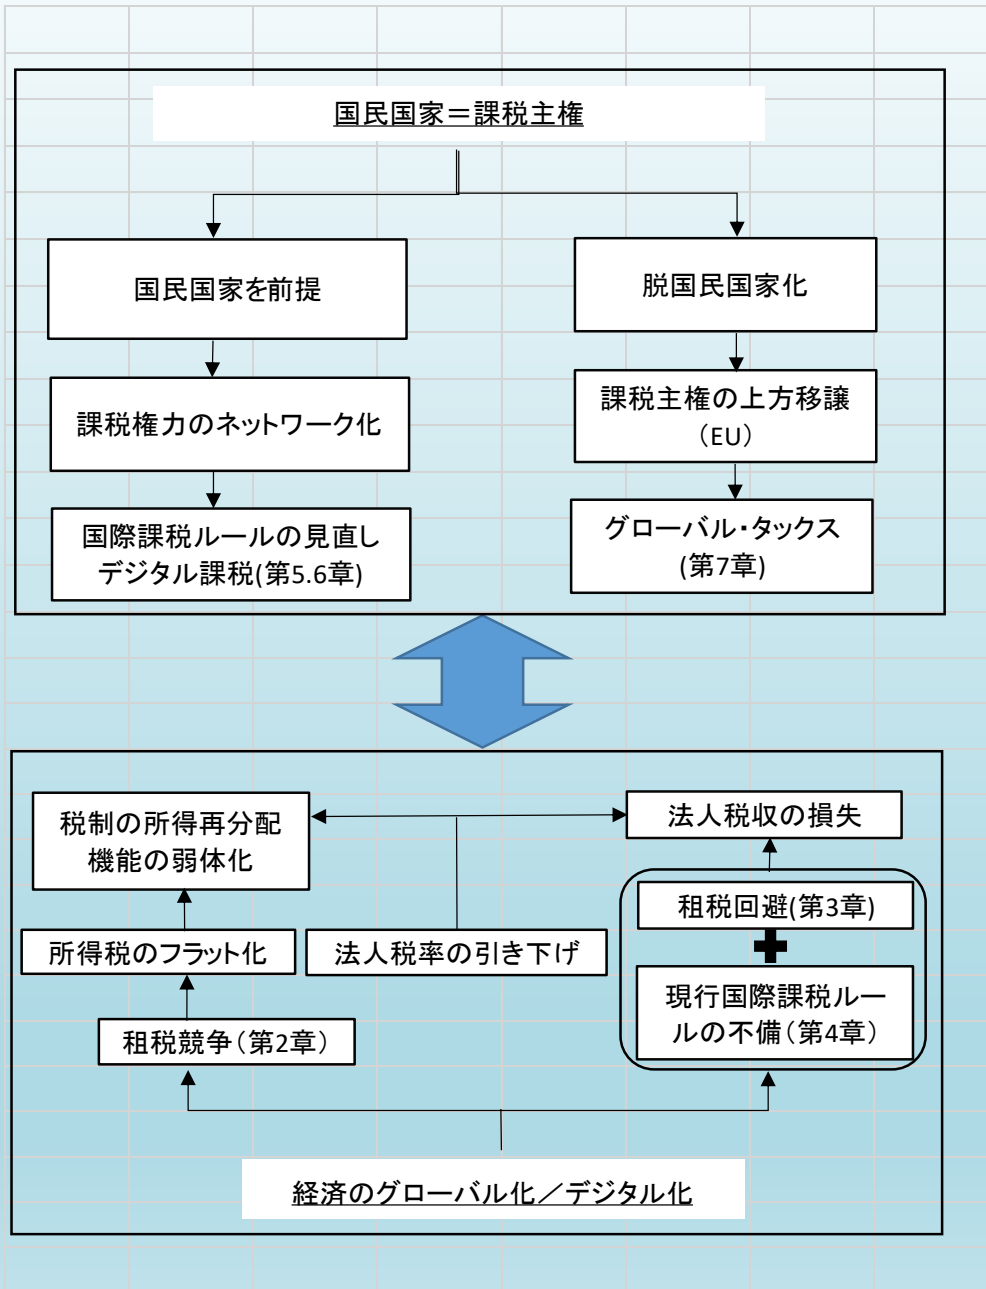 国民国家＝課税主権
国民国家を前提
脱国民国家化
課税権力のネットワーク化
課税主権の上方移譲
（EU）
国際課税ルールの見直し
デジタル課税(第5.6章)
グローバル・タックス
(第7章)
税制の所得再分配
機能の弱体化
法人税収の損失
租税回避(第3章)
所得税のフラット化
法人税率の引き下げ
現行国際課税ルー
ルの不備（第4章）
租税競争（第2章）
経済のグローバル化／デジタル化